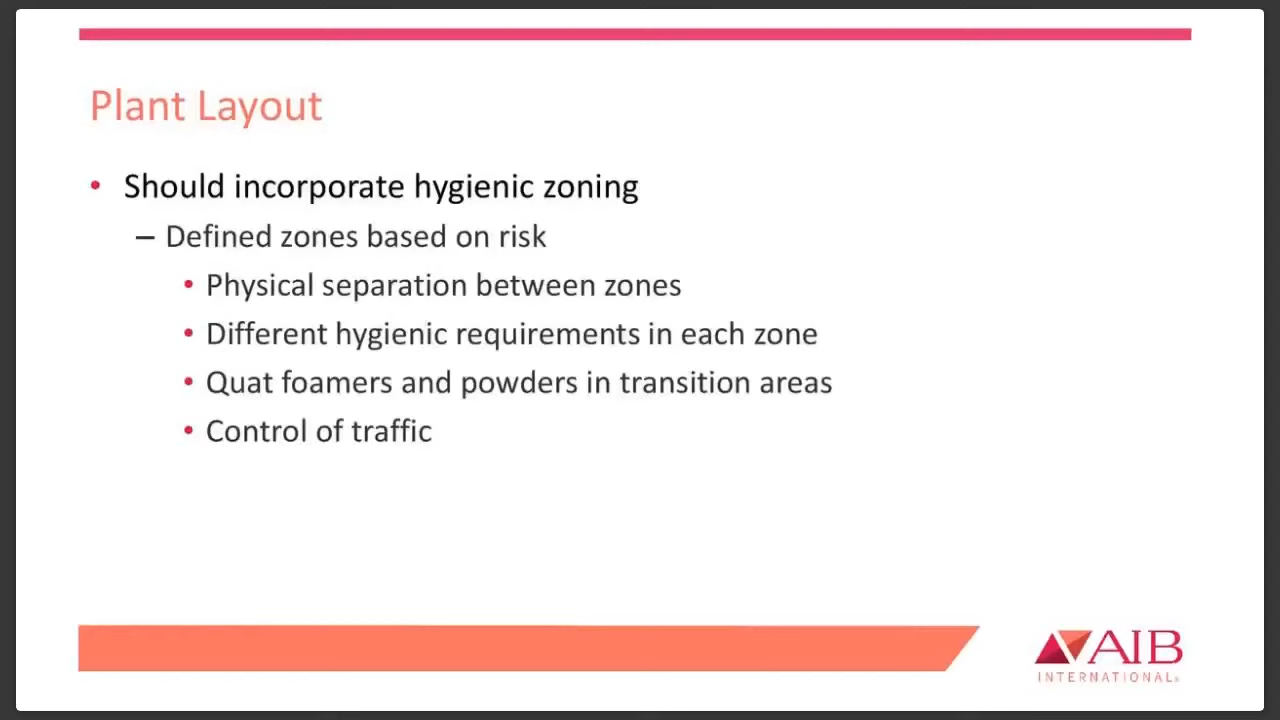 Plant Layout
• Should incorporate hygienic zoning
– Defined zones based on risk
• Physical separation between zones
• Different hygienic requirements in each zone
• Quat foamers and powders in transition areas
• Control of traffic
AIB
INTERNATIONAL®